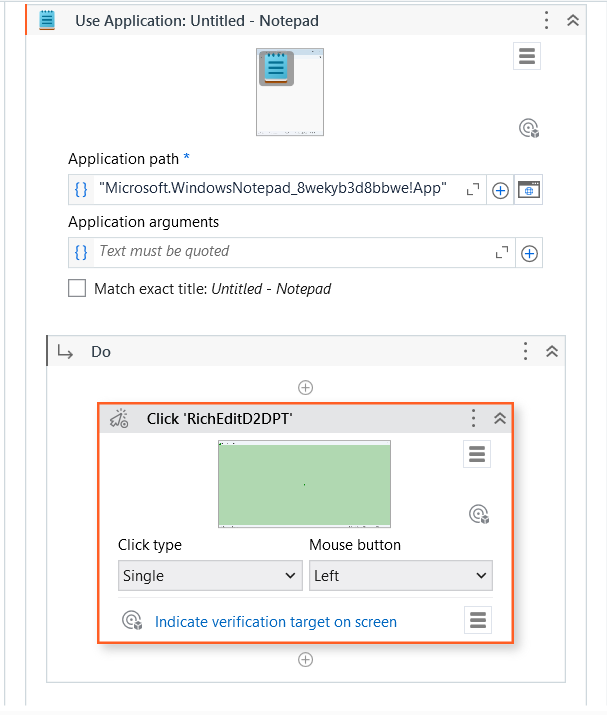 Use Application: Untitled - Notepad
Application path *
{} "Microsoft.WindowsNotepad_8wekyb3d8bbwe!App"
Application arguments
{} Text must be quoted
Match exact title: Untitled - Notepad
Do
Click 'RichEditD2DPT'
Click type Mouse button
Single Left
Indicate verification target on screen